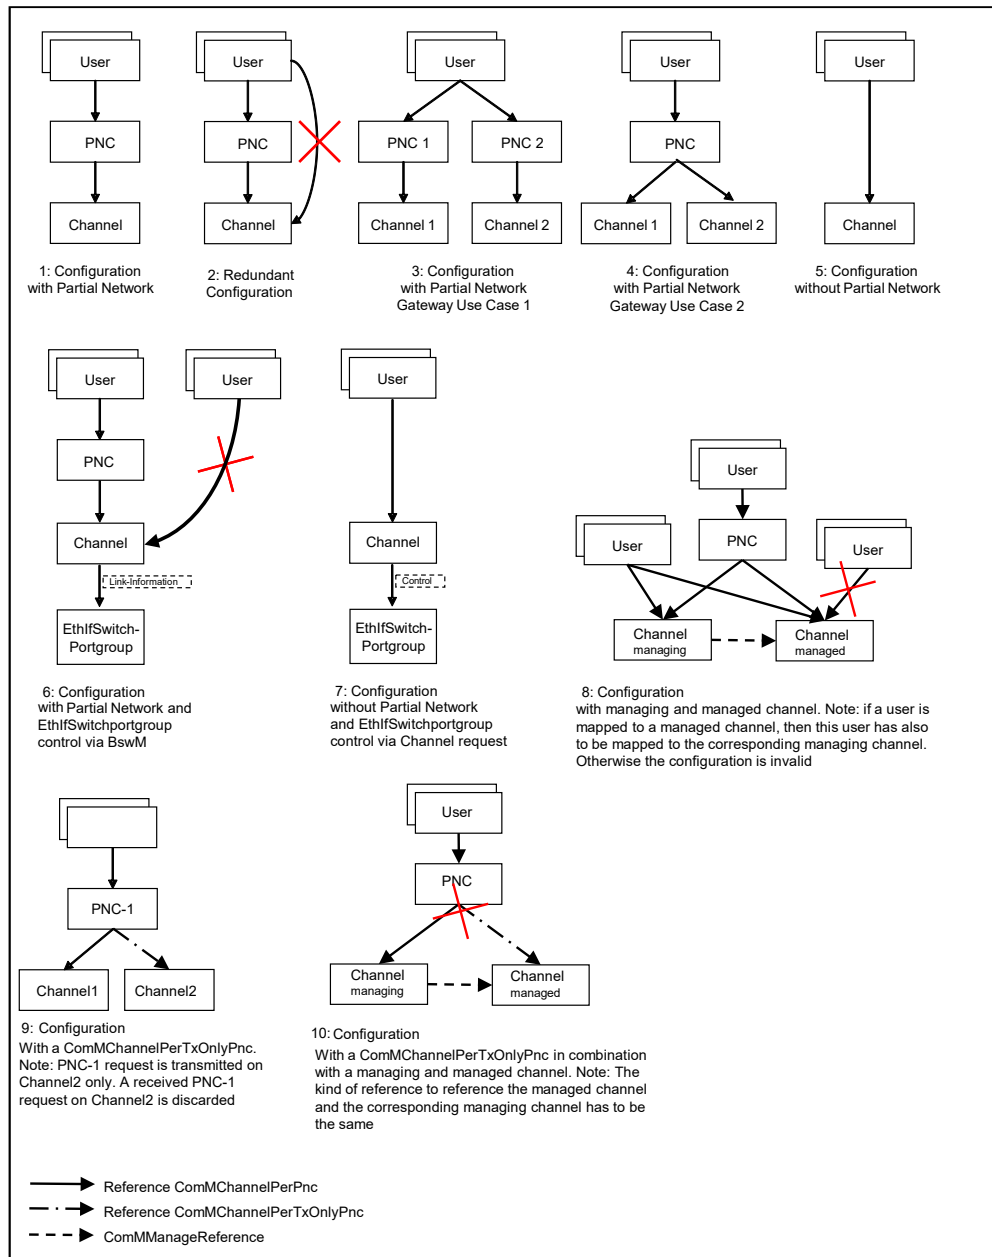 User
User
User
User
User
PNC
PNC
PNC 1
PNC 2
PNC
Channel
Channel
Channel 1
Channel 2
Channel 1
Channel 2
Channel
1: Configuration
with Partial Network
2: Redundant
Configuration
3: Configuration
with Partial Network
Gateway Use Case 1
4: Configuration
with Partial Network
Gateway Use Case 2
5: Configuration
without Partial Network
User
User
PNC
Channel
Link-Information
EthIfSwitch-
Portgroup
6: Configuration
with Partial Network and
EthIfSwitchportgroup
control via BswM
User
Channel
Control
EthIfSwitch-
Portgroup
7: Configuration
without Partial Network
and EthIfSwitchportgroup
control via Channel request
User
User
PNC
User
Channel
managing
Channel
managed
8: Configuration
with managing and managed channel. Note: if a user is
mapped to a managed channel, then this user has also
to be mapped to the corresponding managing channel.
Otherwise the configuration is invalid
PNC-1
Channel1
Channel2
9: Configuration
With a ComMChannelPerTxOnlyPnc.
Note: PNC-1 request is transmitted on
Channel2 only. A received PNC-1
request on Channel2 is discarded
User
PNC
Channel
managing
Channel
managed
10: Configuration
With a ComMChannelPerTxOnlyPnc in combination
with a managing and managed channel. Note: The
kind of reference to reference the managed channel
and the corresponding managing channel has to be
the same
Reference ComMChannelPerPnc
Reference ComMChannelPerTxOnlyPnc
ComMManageReference